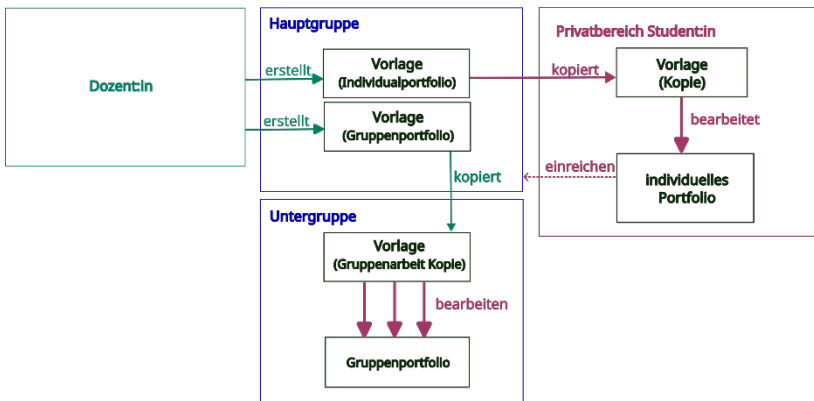 Hauptgruppe
Privatbereich Student:in
Dozent:in
erstellt
Vorlage
(Individualportfolio)
kopiert
Vorlage
(Kopie)
erstellt
Vorlage
(Gruppenportfolio)
bearbeitet
kopiert
einreichen
individuelles
Portfolio
Untergruppe
Vorlage
(Gruppenarbeit Kopie)
bearbeiten
Gruppenportfolio